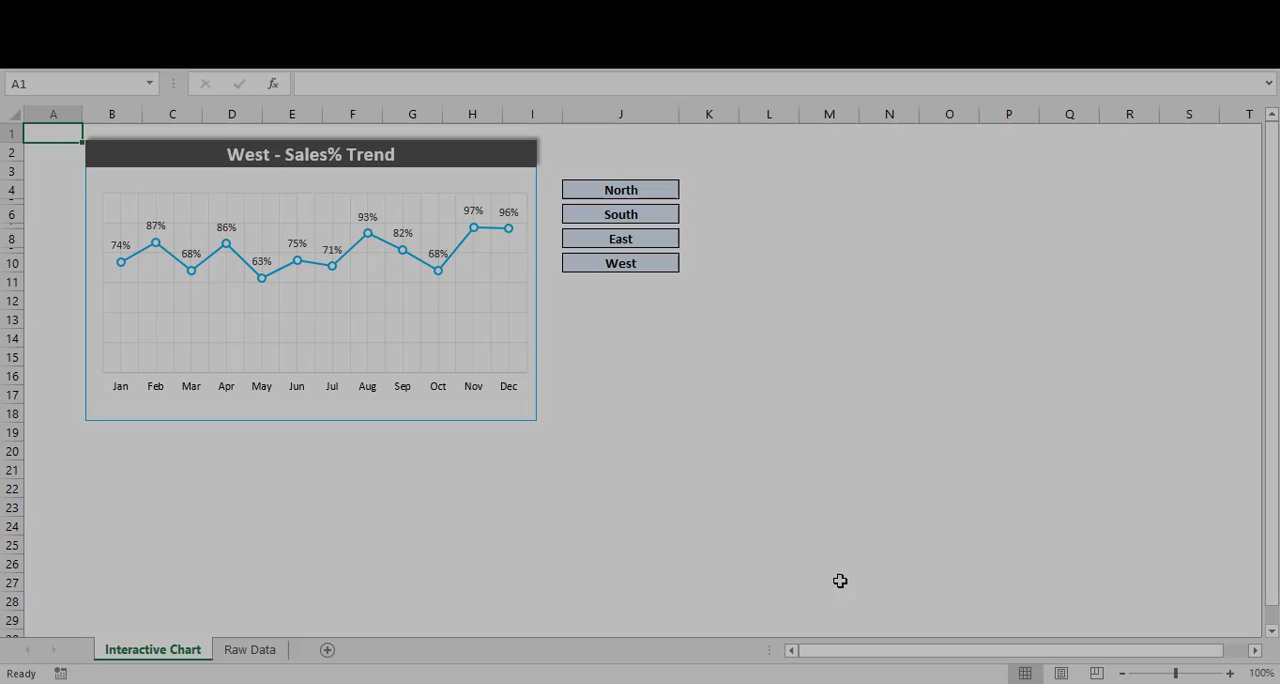 A1
fx
A B C D E F G H I J K L M N O P Q R S T
1
2
3
4
6
8
10
11
12
13
14
15
16
17
18
19
20
21
22
23
24
25
26
27
28
29
West - Sales% Trend
74% 87% 68% 86% 63% 75% 71% 93% 82% 68% 97% 96%
Jan Feb Mar Apr May Jun Jul Aug Sep Oct Nov Dec
North
South
East
West
Interactive Chart Raw Data
Ready 100%